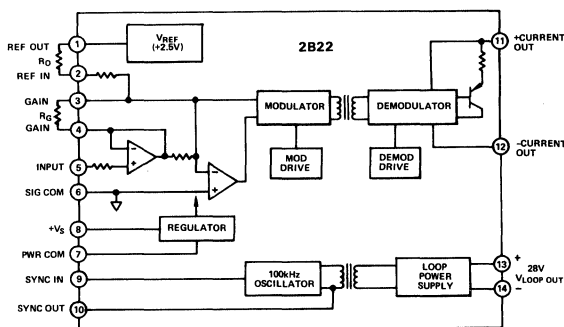 2B22
REF OUT 1
VREF
(+2.5V)
RO
REF IN 2
GAIN 3
RG
GAIN 4
INPUT 5
SIG COM 6
+VS 8
PWR COM 7
SYNC IN 9
SYNC OUT 10
−
+
−
+
REGULATOR
MODULATOR
DEMODULATOR
MOD
DRIVE
DEMOD
DRIVE
100kHz
OSCILLATOR
LOOP
POWER
SUPPLY
11 +CURRENT
OUT
12 −CURRENT
OUT
13 +
28V
VLOOP OUT
14 −